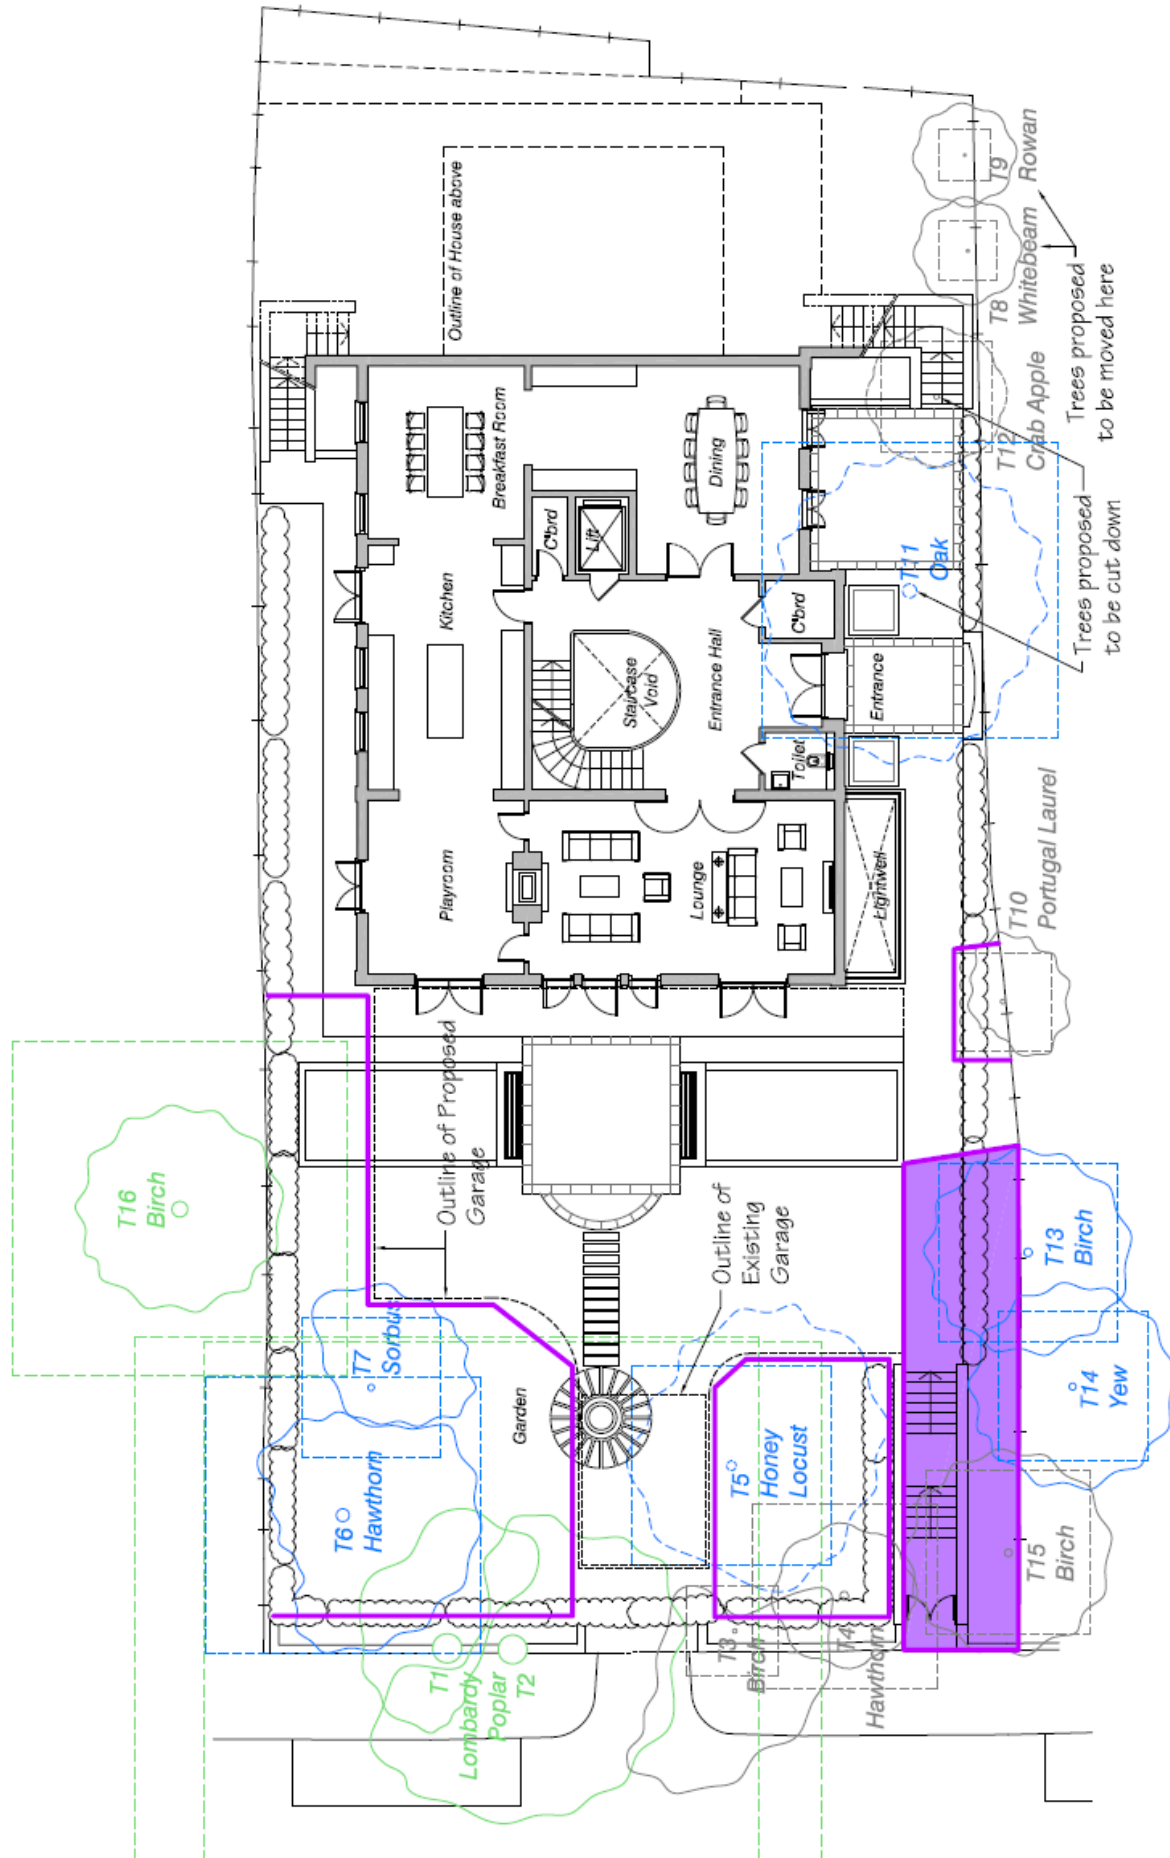 Outline of House above
T9
Rowan
T8
Whitebeam
Trees proposed
to be moved here
T12
Crab Apple
Breakfast Room
Dining
C'brd
Lift
T11
Oak
Trees proposed
to be cut down
Kitchen
C'brd
Staircase
Void
Entrance Hall
Entrance
Toilet
Playroom
Lounge
Lightwell
T10
Portugal Laurel
Outline of Proposed
Garage
T16
Birch
Outline of
Existing
Garage
T13
Birch
T7
Sorbus
Garden
T14
Yew
T6
Hawthorn
T5
Honey
Locust
T15
Birch
T1
Lombardy
Poplar
T2
T3
Birch
T4
Hawthorn